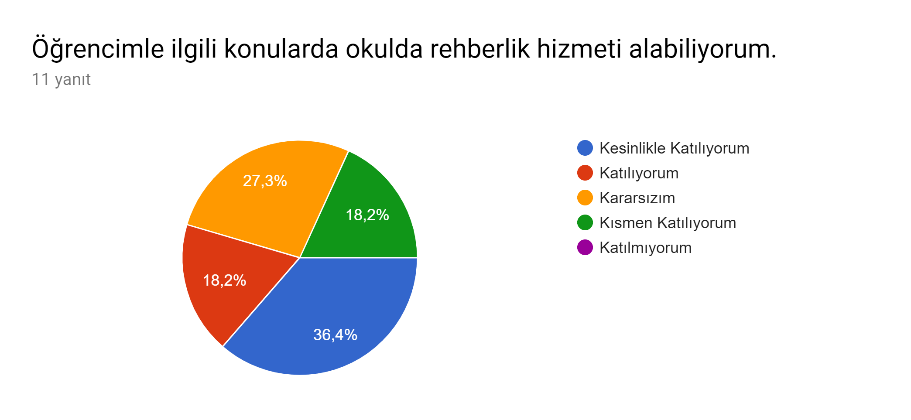 Öğrencimle ilgili konularda okulda rehberlik hizmeti alabiliyorum.
11 yanıt
Kesinlikle Katılıyorum
Katılıyorum
Kararsızım
Kısmen Katılıyorum
Katılmıyorum
27,3%
18,2%
18,2%
36,4%